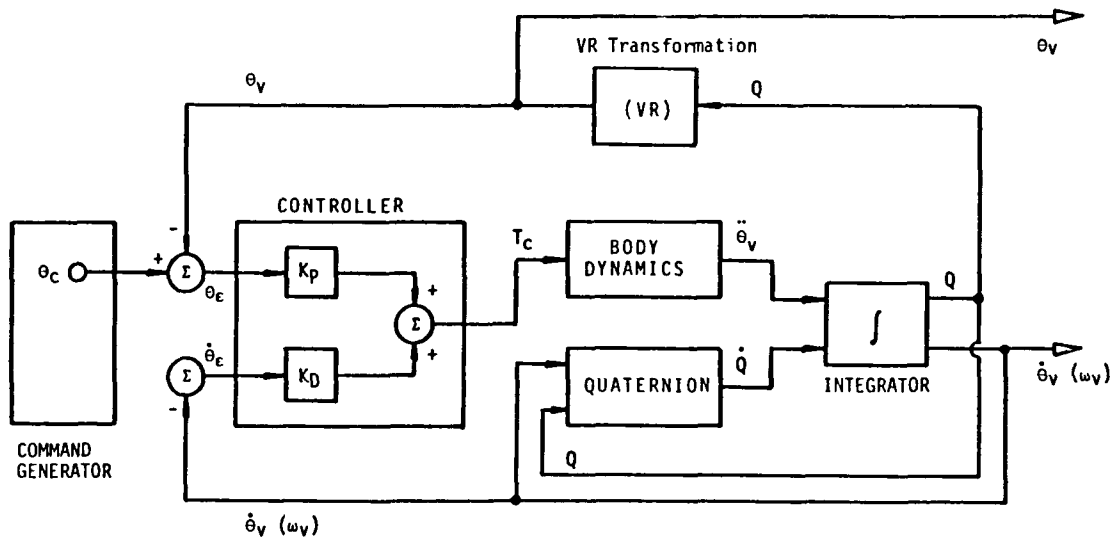 VR Transformation
θV
θV
(VR)
Q
CONTROLLER
-
+
θC
Σ
θε
KP
+
Σ
+
TC
BODY
DYNAMICS
θ̈V
Q
∫
θ̇ε
Σ
-
KD
QUATERNION
Q̇
INTEGRATOR
θ̇V (ωV)
COMMAND
GENERATOR
Q
θ̇V (ωV)